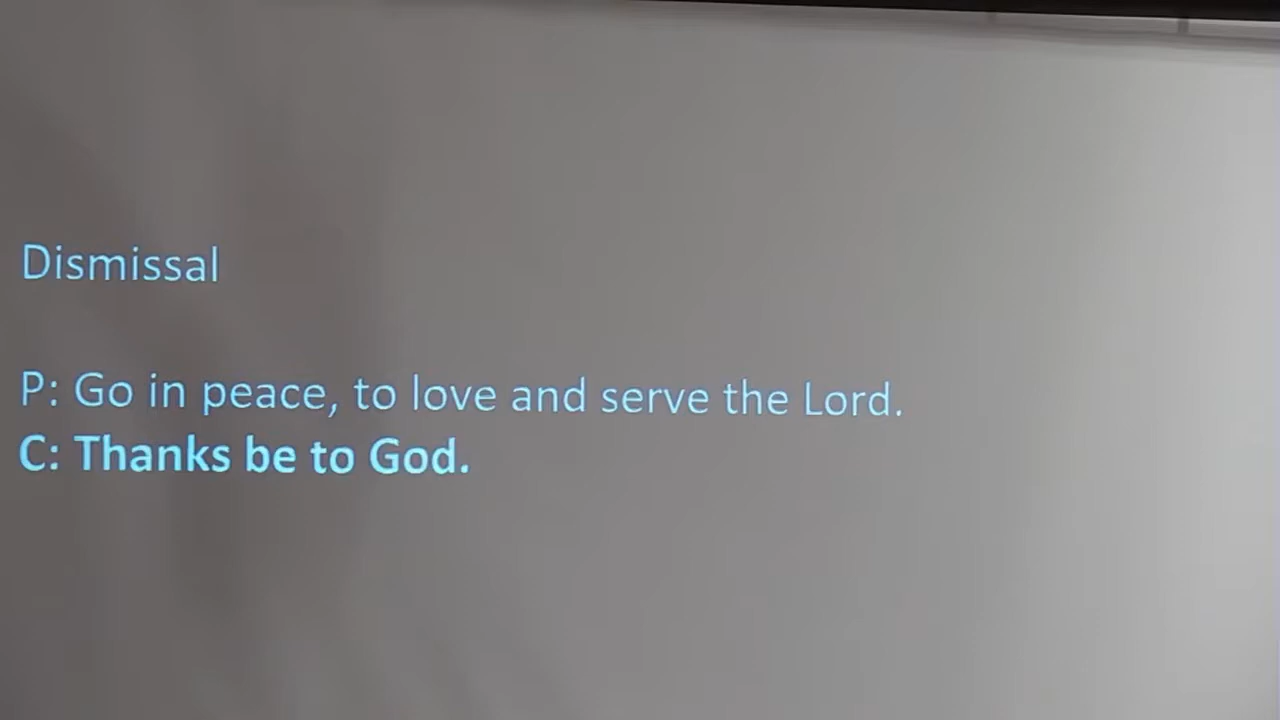 Dismissal
P: Go in peace, to love and serve the Lord.
C: Thanks be to God.